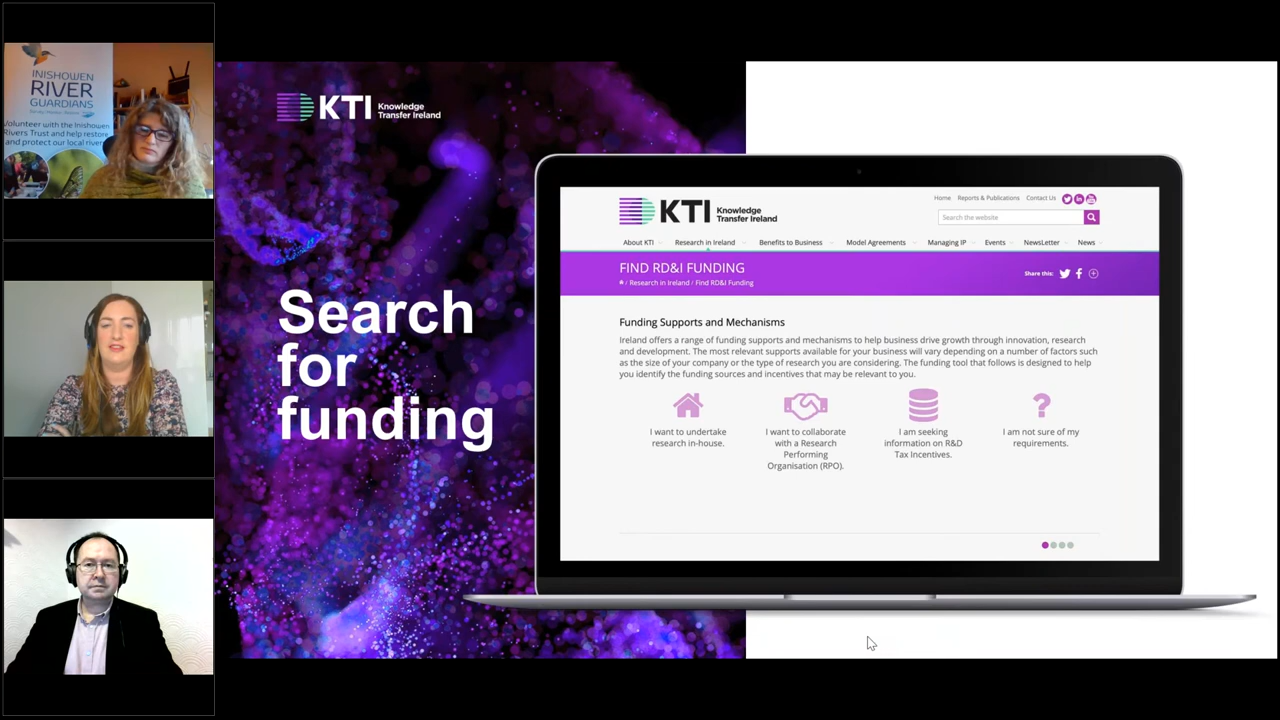 INISHOWEN
RIVER
GUARDIANS
Volunteer with the Inishowen
Rivers Trust and help restore
and protect our local rivers
KTI Knowledge
Transfer Ireland
Search
for
funding
Home Reports & Publications Contact Us
KTI Knowledge
Transfer Ireland
Search the website
About KTI Research in Ireland Benefits to Business Model Agreements Managing IP Events NewsLetter News
FIND RD&I FUNDING
/ Research in Ireland / Find RD&I Funding
Share this:
Funding Supports and Mechanisms
Ireland offers a range of funding supports and mechanisms to help business drive growth through innovation, research
and development. The most relevant supports available for your business will vary depending on a number of factors such
as the size of your company or the type of research you are considering. The funding tool that follows is designed to help
you identify the funding sources and incentives that may be relevant to you.
I want to undertake
research in-house.
I want to collaborate
with a Research
Performing
Organisation (RPO).
I am seeking
information on R&D
Tax Incentives.
?
I am not sure of my
requirements.